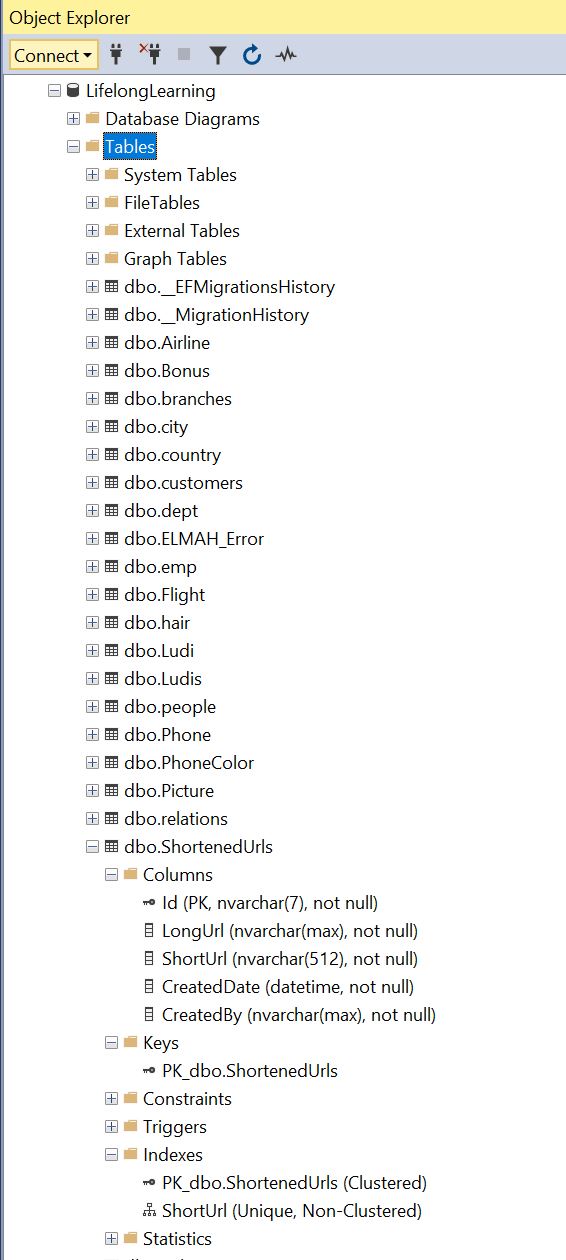 Object Explorer
Connect
LifelongLearning
Database Diagrams
Tables
System Tables
FileTables
External Tables
Graph Tables
dbo.__EFMigrationsHistory
dbo.__MigrationHistory
dbo.Airline
dbo.Bonus
dbo.branches
dbo.city
dbo.country
dbo.customers
dbo.dept
dbo.ELMAH_Error
dbo.emp
dbo.Flight
dbo.hair
dbo.Ludi
dbo.Ludis
dbo.people
dbo.Phone
dbo.PhoneColor
dbo.Picture
dbo.relations
dbo.ShortenedUrls
Columns
Id (PK, nvarchar(7), not null)
LongUrl (nvarchar(max), not null)
ShortUrl (nvarchar(512), not null)
CreatedDate (datetime, not null)
CreatedBy (nvarchar(max), not null)
Keys
PK_dbo.ShortenedUrls
Constraints
Triggers
Indexes
PK_dbo.ShortenedUrls (Clustered)
ShortUrl (Unique, Non-Clustered)
Statistics